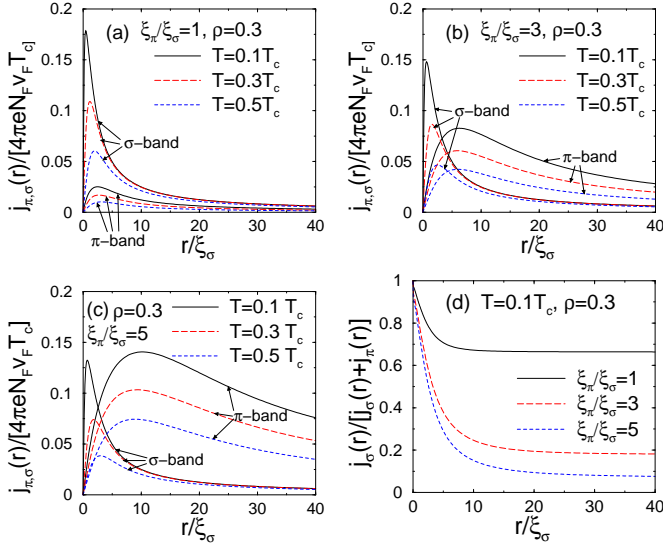 (a) ξπ/ξσ=1, ρ=0.3
T=0.1Tc
T=0.3Tc
T=0.5Tc
σ−band
π−band
jπ,σ(r)/[4πeNFvFTc]
0.2
0.15
0.1
0.05
0
0 10 20 30 40
r/ξσ
(b) ξπ/ξσ=3, ρ=0.3
T=0.1Tc
T=0.3Tc
T=0.5Tc
σ−band
π−band
jπ,σ(r)/[4πeNFvFTc]
0.2
0.15
0.1
0.05
0
0 10 20 30 40
r/ξσ
(c) ρ=0.3
ξπ/ξσ=5
T=0.1 Tc
T=0.3 Tc
T=0.5 Tc
π−band
σ−band
jπ,σ(r)/[4πeNFvFTc]
0.2
0.15
0.1
0.05
0
0 10 20 30 40
r/ξσ
(d) T=0.1Tc, ρ=0.3
ξπ/ξσ=1
ξπ/ξσ=3
ξπ/ξσ=5
jσ(r)/[jσ(r)+jπ(r)]
1
0.8
0.6
0.4
0.2
0
0 10 20 30 40
r/ξσ